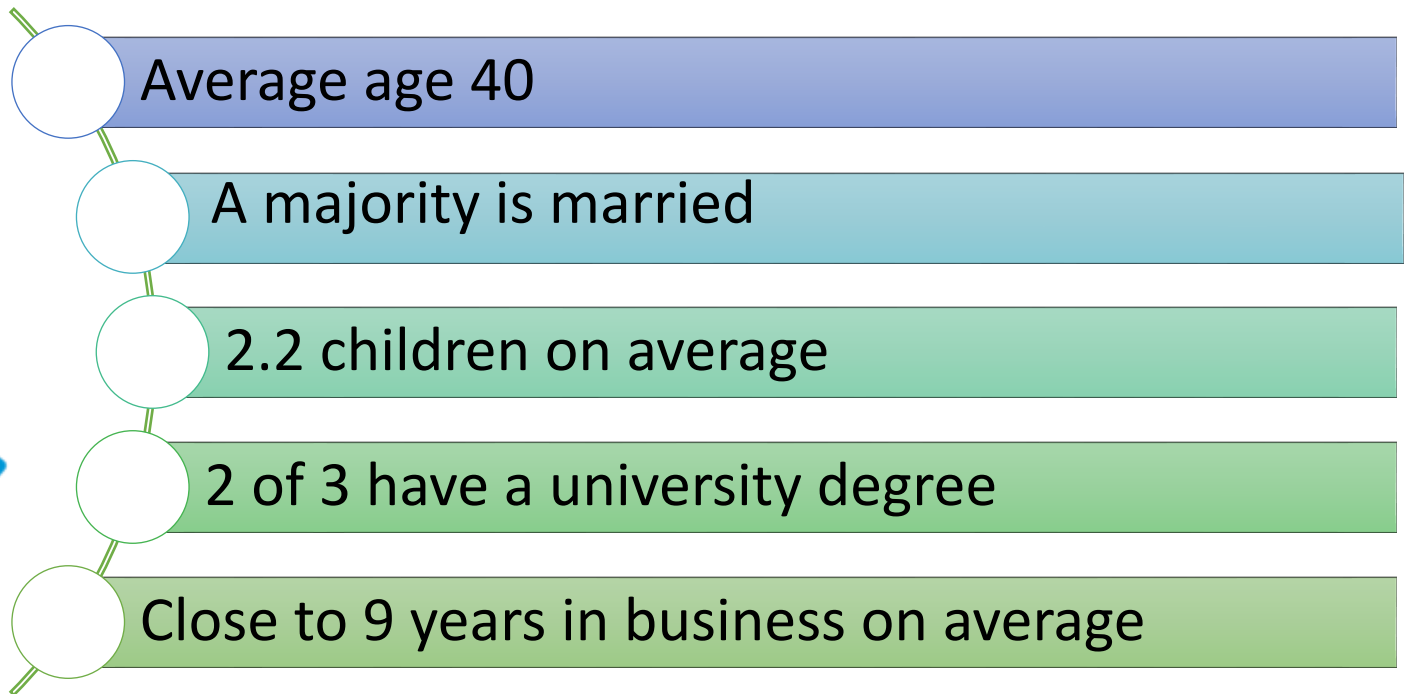 Average age 40
A majority is married
2.2 children on average
2 of 3 have a university degree
Close to 9 years in business on average